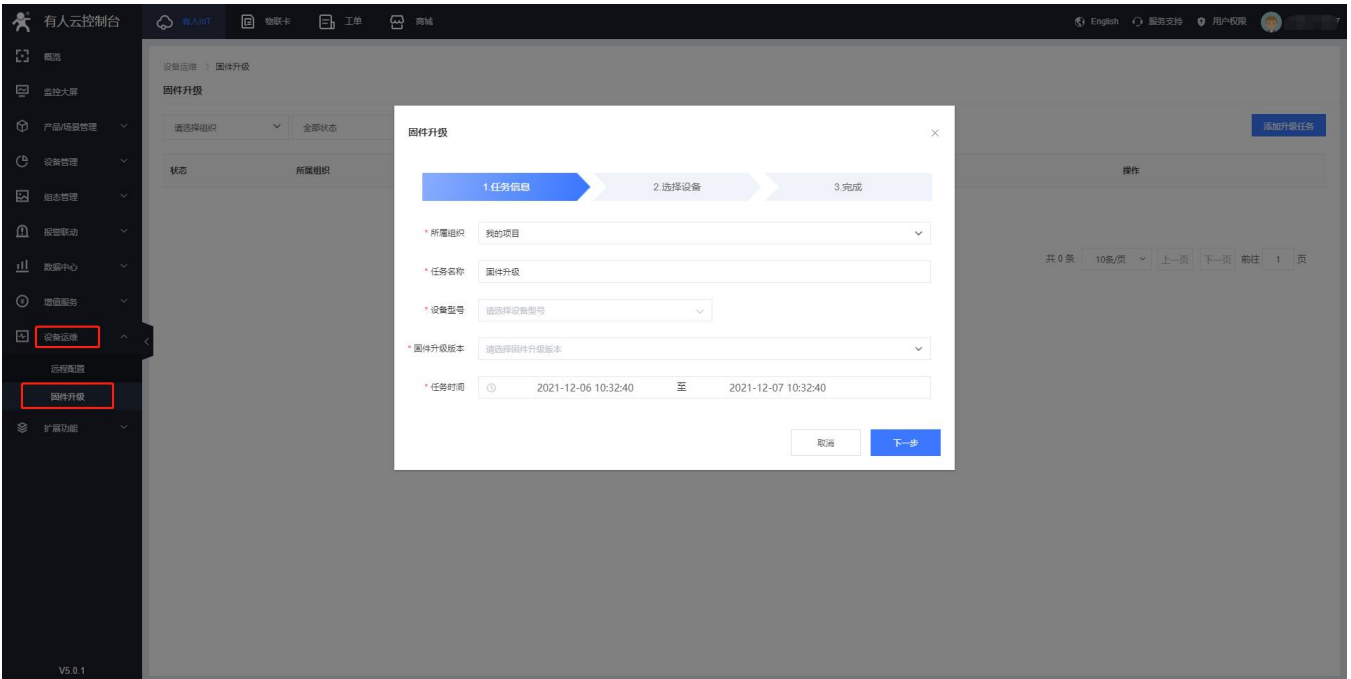 有人云控制台
有人IoT
物联卡
工单
商城
English
服务支持
用户权限
7
概览
监控大屏
产品/场景管理
设备管理
组态管理
报警联动
数据中心
增值服务
设备运维
远程配置
固件升级
扩展功能
V5.0.1
设备运维 > 固件升级
固件升级
请选择组织
全部状态
添加升级任务
状态
所属组织
操作
共 0 条 10条/页 上一页 下一页 前往 1 页
固件升级
1.任务信息 2.选择设备 3.完成
* 所属组织 我的项目
* 任务名称 固件升级
* 设备型号 请选择设备型号
* 固件升级版本 请选择固件升级版本
* 任务时间 2021-12-06 10:32:40 至 2021-12-07 10:32:40
取消 下一步